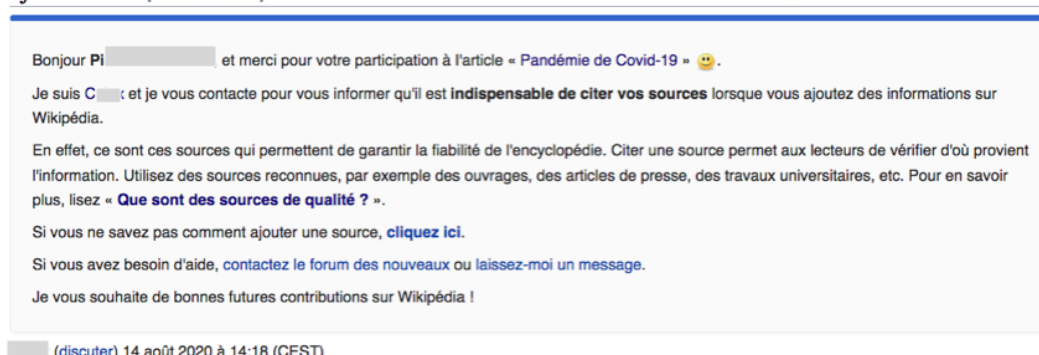 Bonjour Pi et merci pour votre participation à l'article « Pandémie de Covid-19 » .
Je suis C et je vous contacte pour vous informer qu'il est indispensable de citer vos sources lorsque vous ajoutez des informations sur
Wikipédia.
En effet, ce sont ces sources qui permettent de garantir la fiabilité de l'encyclopédie. Citer une source permet aux lecteurs de vérifier d'où provient
l'information. Utilisez des sources reconnues, par exemple des ouvrages, des articles de presse, des travaux universitaires, etc. Pour en savoir
plus, lisez « Que sont des sources de qualité ? ».
Si vous ne savez pas comment ajouter une source, cliquez ici.
Si vous avez besoin d'aide, contactez le forum des nouveaux ou laissez-moi un message.
Je vous souhaite de bonnes futures contributions sur Wikipédia !
(discuter) 14 août 2020 à 14:18 (CEST)